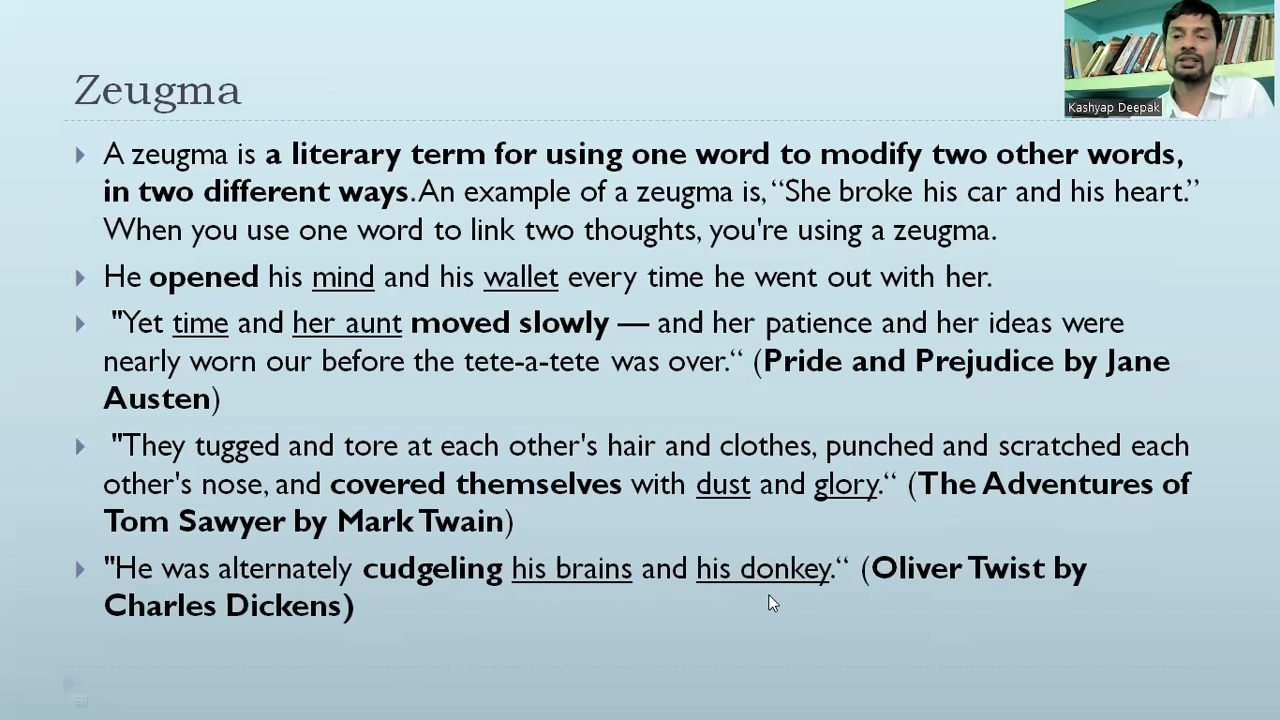 Kashyap Deepak
Zeugma
A zeugma is a literary term for using one word to modify two other words,
in two different ways. An example of a zeugma is, “She broke his car and his heart.”
When you use one word to link two thoughts, you're using a zeugma.
He opened his mind and his wallet every time he went out with her.
"Yet time and her aunt moved slowly — and her patience and her ideas were
nearly worn our before the tete-a-tete was over.“ (Pride and Prejudice by Jane
Austen)
"They tugged and tore at each other's hair and clothes, punched and scratched each
other's nose, and covered themselves with dust and glory.“ (The Adventures of
Tom Sawyer by Mark Twain)
"He was alternately cudgeling his brains and his donkey.“ (Oliver Twist by
Charles Dickens)